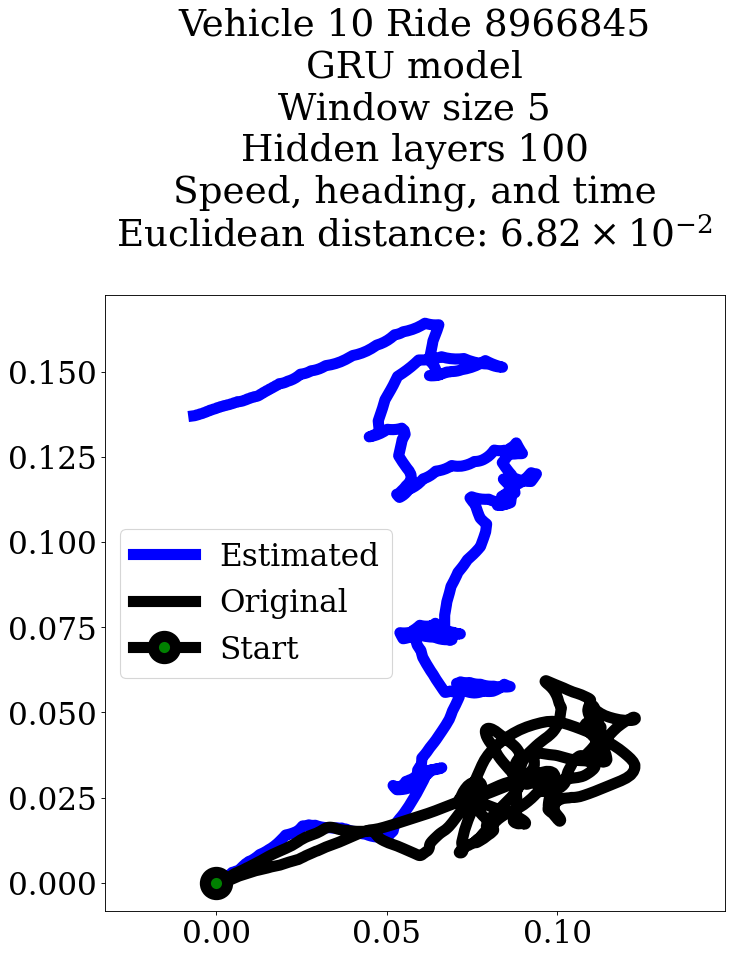 Vehicle 10 Ride 8966845
GRU model
Window size 5
Hidden layers 100
Speed, heading, and time
Euclidean distance: 6.82 × 10⁻²
0.150
0.125
0.100
0.075
0.050
0.025
0.000
Estimated
Original
Start
0.00 0.05 0.10